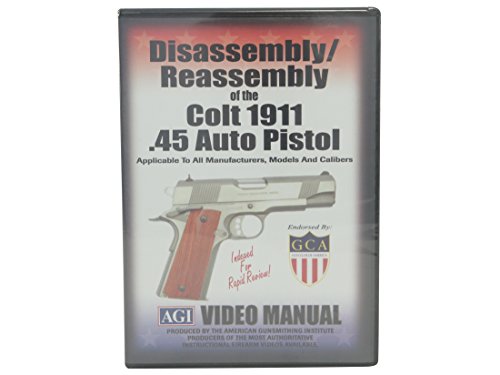 Disassembly/
Reassembly
of the
Colt 1911
.45 Auto Pistol
Applicable To All Manufacturers, Models And Calibers
Endorsed By:
GCA
Indexed
For
Rapid Review!
AGI VIDEO MANUAL
PRODUCED BY THE AMERICAN GUNSMITHING INSTITUTE
PRODUCERS OF THE MOST AUTHORITATIVE
INSTRUCTIONAL FIREARM VIDEOS AVAILABLE.